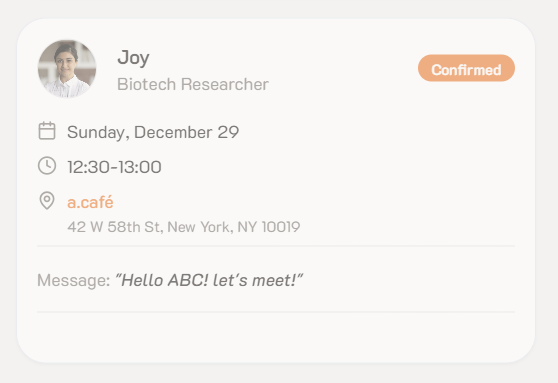 Joy
Biotech Researcher
Confirmed
Sunday, December 29
12:30-13:00
a.café
42 W 58th St, New York, NY 10019
Message: "Hello ABC! let's meet!"